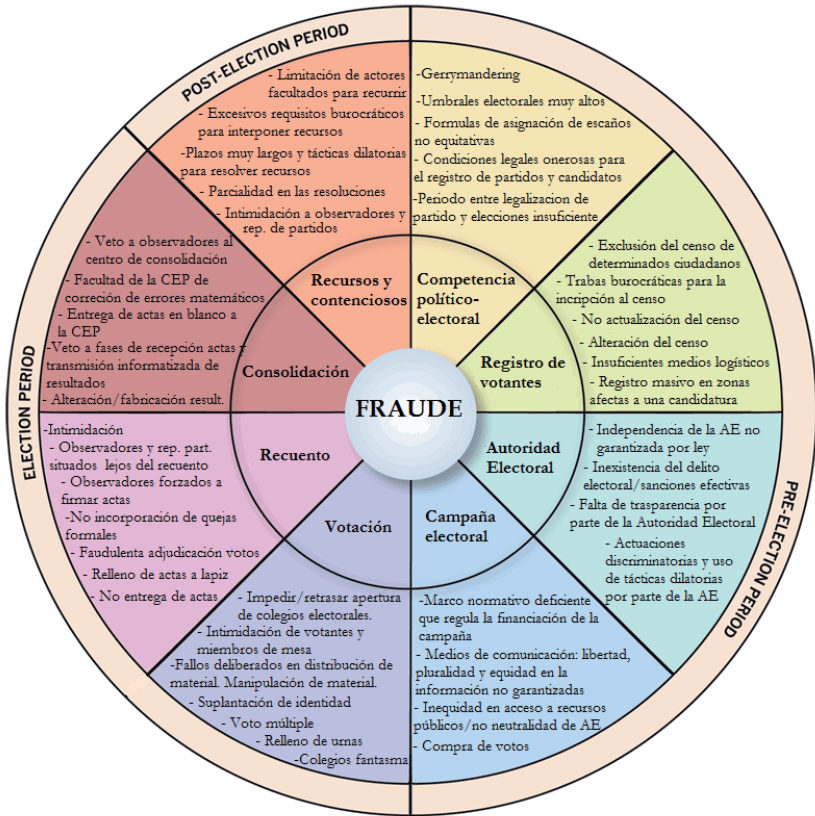 POST-ELECTION PERIOD
ELECTION PERIOD
PRE-ELECTION PERIOD
FRAUDE
Competencia
político-
electoral
-Gerrymandering
-Umbrales electorales muy altos
- Formulas de asignación de escaños
no equitativas
- Condiciones legales onerosas para
el registro de partidos y candidatos
-Periodo entre legalizacion de
partido y elecciones insuficiente
Registro de
votantes
- Exclusión del censo de
determinados ciudadanos
- Trabas burocráticas para la
incripción al censo
- No actualización del censo
- Alteración del censo
- Insuficientes medios logísticos
- Registro masivo en zonas
afectas a una candidatura
Autoridad
Electoral
- Independencia de la AE no
garantizada por ley
- Inexistencia del delito
electoral/sanciones efectivas
- Falta de trasparencia por
parte de la Autoridad Electoral
- Actuaciones
discriminatorias y uso
de tácticas dilatorias
por parte de la AE
Campaña
electoral
-Marco normativo deficiente
que regula la financiación de la
campaña
- Medios de comunicación: libertad,
pluralidad y equidad en la
información no garantizadas
- Inequidad en acceso a recursos
públicos/no neutralidad de AE
- Compra de votos
Votación
- Impedir/retrasar apertura
de colegios electorales.
- Intimidación de votantes y
miembros de mesa
-Fallos deliberados en distribución de
material. Manipulación de material.
- Suplantación de identidad
- Voto múltiple
- Relleno de urnas
-Colegios fantasma
Recuento
-Intimidación
- Observadores y rep. part.
situados lejos del recuento
- Observadores forzados a
firmar actas
-No incorporación de quejas
formales
- Faudulenta adjudicación votos
- Relleno de actas a lapiz
- No entrega de actas
Consolidación
- Veto a observadores al
centro de consolidación
- Facultad de la CEP de
correción de errores matemáticos
- Entrega de actas en blanco a
la CEP
-Veto a fases de recepción actas y
transmisión informatizada de
resultados
- Alteración/fabricación result.
Recursos y
contenciosos
- Limitación de actores
facultados para recurrir
- Excesivos requisitos burocráticos
para interponer recursos
-Plazos muy largos y tácticas dilatorias
para resolver recursos
- Parcialidad en las resoluciones
- Intimidación a observadores y
rep. de partidos